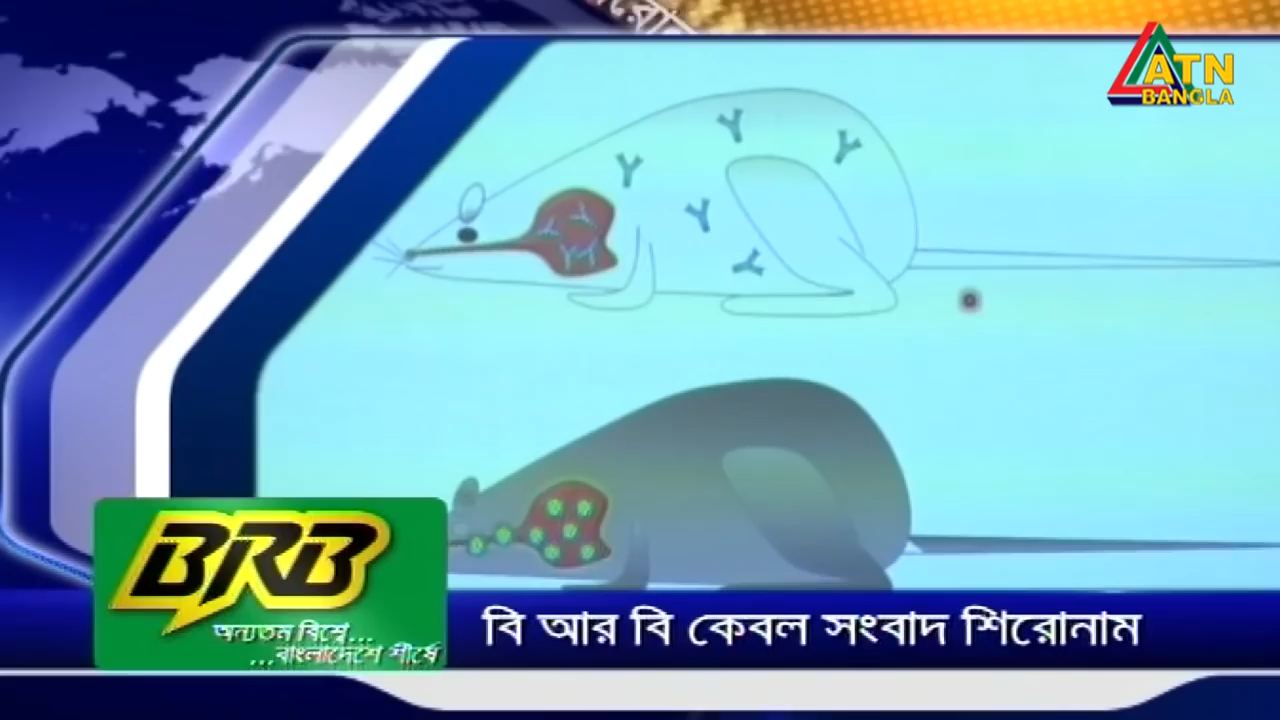 ATN
BANGLA
BRB
অন্যতম বিশ্বে...
...বাংলাদেশে শীর্ষে
বি আর বি কেবল সংবাদ শিরোনাম